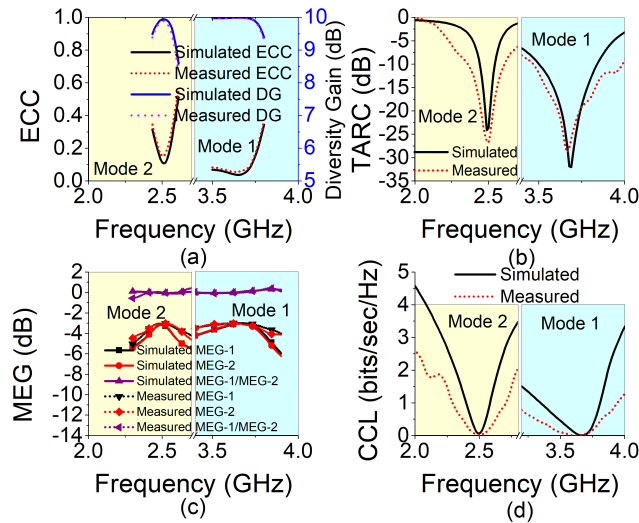 (a)
1.0
0.8
0.6
0.4
0.2
0.0
ECC
10
9
8
7
6
5
Diversity Gain (dB)
Simulated ECC
Measured ECC
Simulated DG
Measured DG
Mode 2
Mode 1
2.0
2.5
3.5
4.0
Frequency (GHz)
(b)
0
-5
-10
-15
-20
-25
-30
-35
TARC (dB)
Mode 1
Mode 2
Simulated
Measured
2.0
2.5
3.5
4.0
Frequency (GHz)
(c)
2
0
-2
-4
-6
-8
-10
-12
-14
MEG (dB)
Mode 2
Mode 1
Simulated MEG-1
Simulated MEG-2
Simulated MEG-1/MEG-2
Measured MEG-1
Measured MEG-2
Measured MEG-1/MEG-2
2.0
2.5
3.5
4.0
Frequency (GHz)
(d)
5
4
3
2
1
0
CCL (bits/sec/Hz)
Simulated
Measured
Mode 2
Mode 1
2.0
2.5
3.5
4.0
Frequency (GHz)